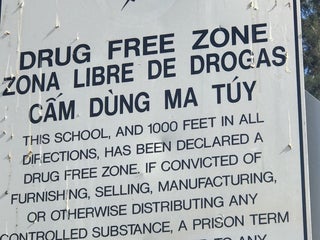 DRUG FREE ZONE
ZONA LIBRE DE DROGAS
CẤM DÙNG MA TÚY
THIS SCHOOL, AND 1000 FEET IN ALL
DIRECTIONS, HAS BEEN DECLARED A
DRUG FREE ZONE. IF CONVICTED OF
FURNISHING, SELLING, MANUFACTURING,
OR OTHERWISE DISTRIBUTING ANY
CONTROLLED SUBSTANCE, A PRISON TERM